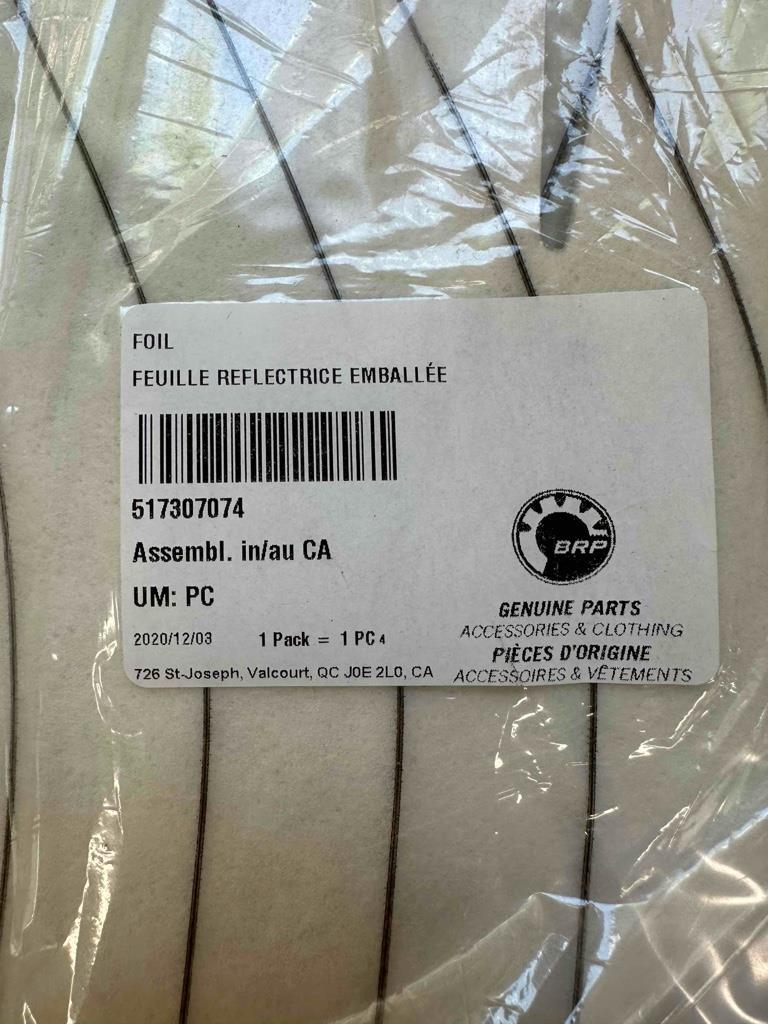 FOIL
FEUILLE REFLECTRICE EMBALLÉE
517307074
Assembl. in/au CA
UM: PC
2020/12/03 1 Pack = 1 PC 4
726 St-Joseph, Valcourt, QC J0E 2L0, CA
BRP
GENUINE PARTS
ACCESSORIES & CLOTHING
PIÈCES D'ORIGINE
ACCESSOIRES & VÊTEMENTS